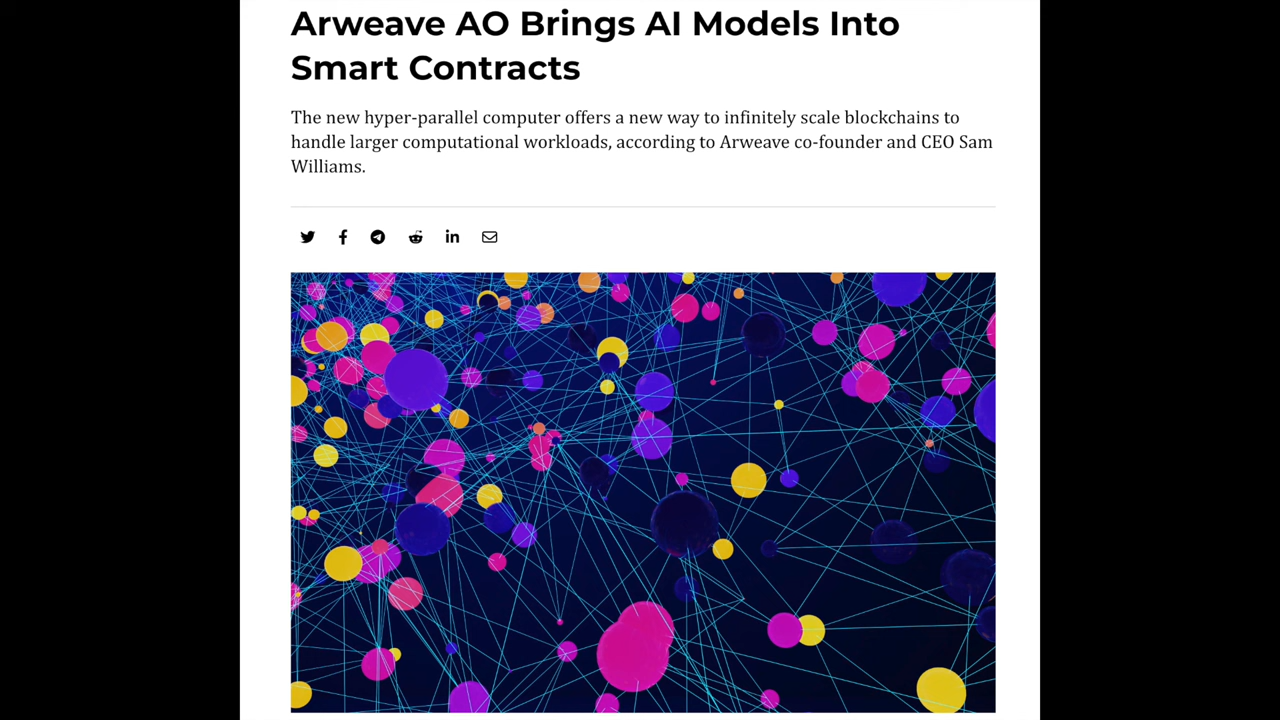 Arweave AO Brings AI Models Into
Smart Contracts
The new hyper-parallel computer offers a new way to infinitely scale blockchains to
handle larger computational workloads, according to Arweave co-founder and CEO Sam
Williams.